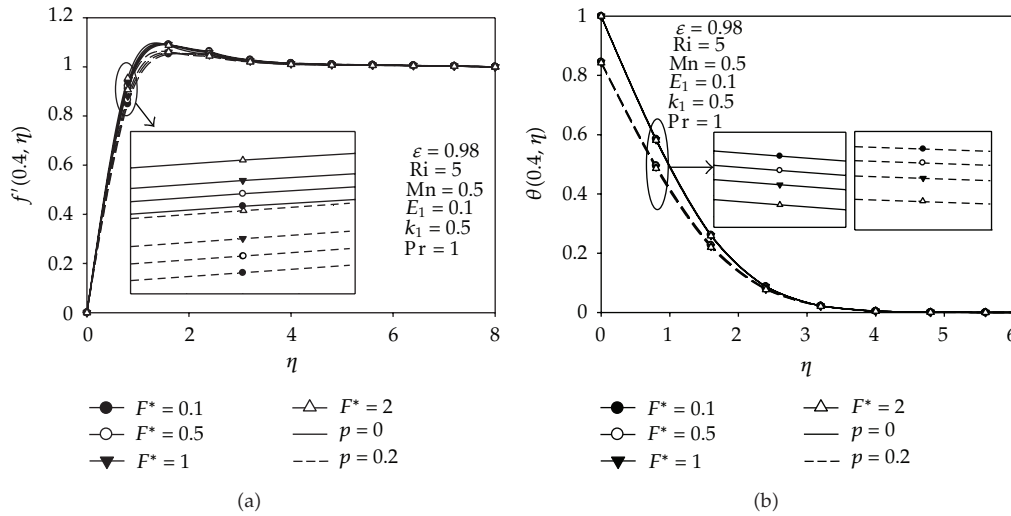 1.2
1
0.8
0.6
0.4
0.2
0
f′(0.4, η)
ε = 0.98
Ri = 5
Mn = 0.5
E₁ = 0.1
k₁ = 0.5
Pr = 1
0 2 4 6 8
η
F* = 0.1
F* = 0.5
F* = 1
F* = 2
p = 0
p = 0.2
(a)
1
0.8
0.6
0.4
0.2
0
θ(0.4, η)
ε = 0.98
Ri = 5
Mn = 0.5
E₁ = 0.1
k₁ = 0.5
Pr = 1
0 1 2 3 4 5 6
η
F* = 0.1
F* = 0.5
F* = 1
F* = 2
p = 0
p = 0.2
(b)